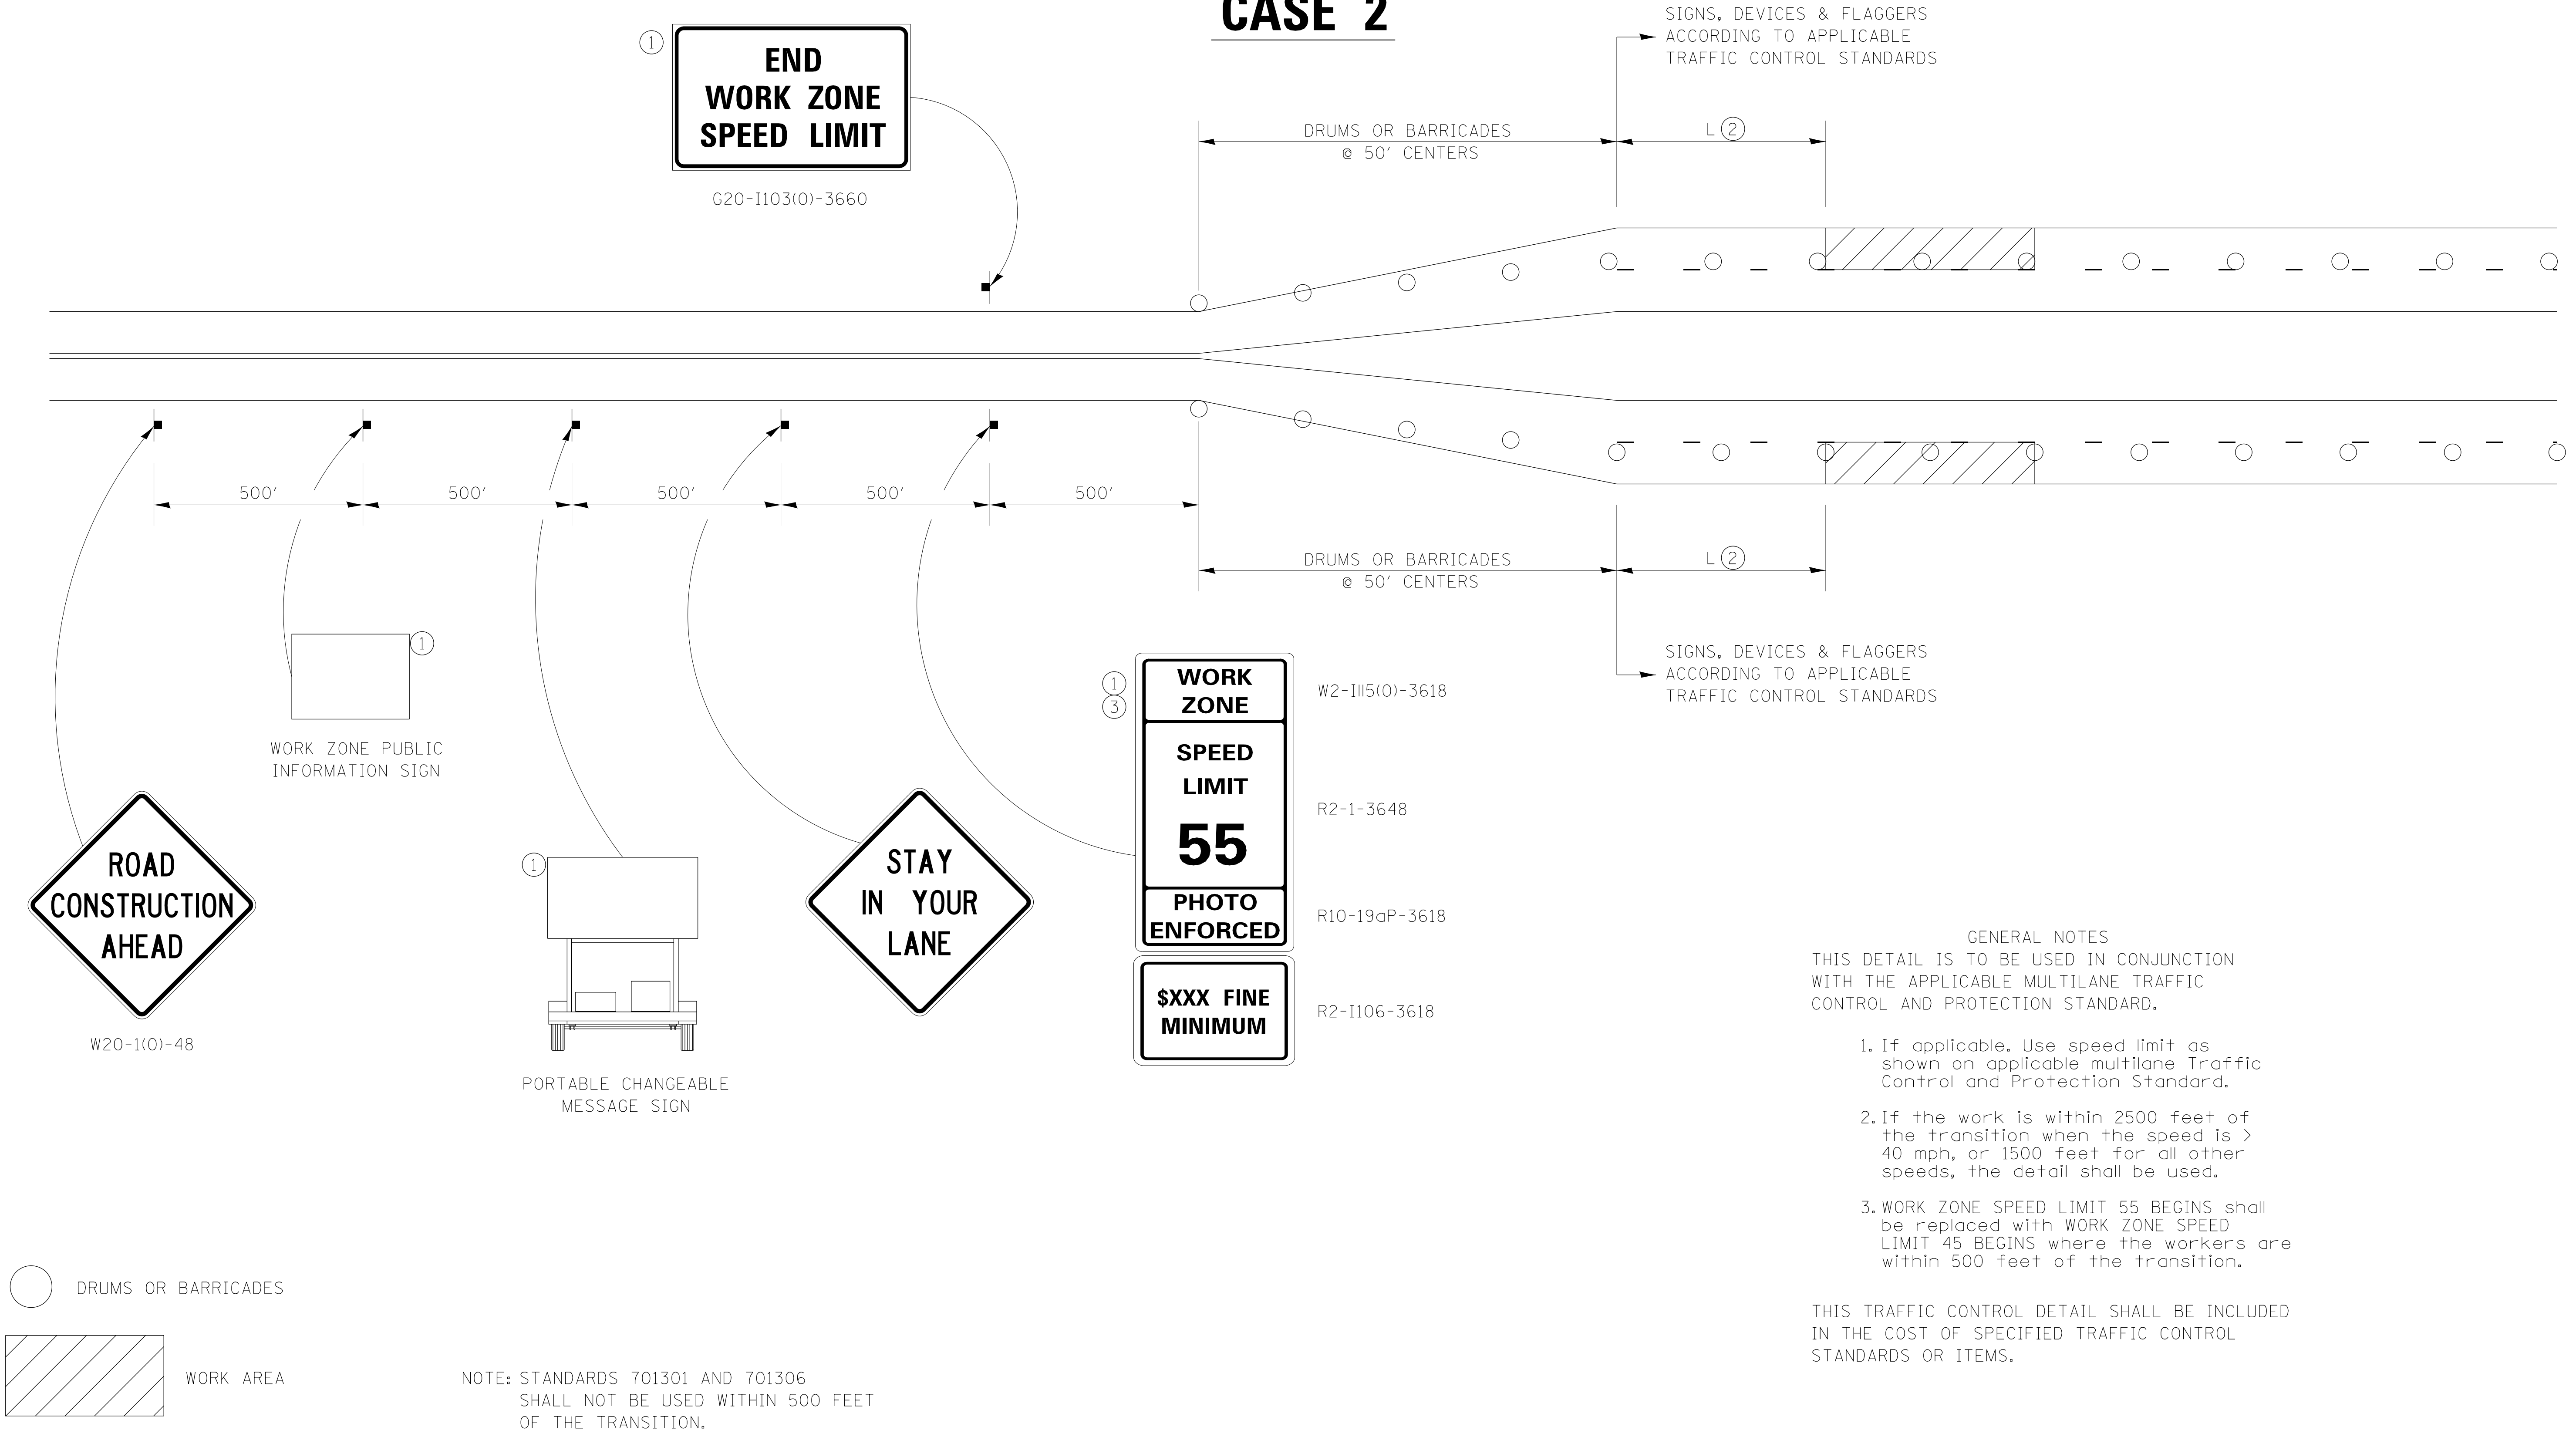 CASE 2
SIGNS, DEVICES & FLAGGERS
ACCORDING TO APPLICABLE
TRAFFIC CONTROL STANDARDS
1
END
WORK ZONE
SPEED LIMIT
G20-I103(O)-3660
DRUMS OR BARRICADES
@ 50' CENTERS
L 2
500'
500'
500'
500'
500'
DRUMS OR BARRICADES
@ 50' CENTERS
L 2
SIGNS, DEVICES & FLAGGERS
ACCORDING TO APPLICABLE
TRAFFIC CONTROL STANDARDS
1
WORK ZONE PUBLIC
INFORMATION SIGN
ROAD
CONSTRUCTION
AHEAD
W20-1(O)-48
1
PORTABLE CHANGEABLE
MESSAGE SIGN
STAY
IN YOUR
LANE
1
3
WORK
ZONE
W2-I115(O)-3618
SPEED
LIMIT
55
R2-1-3648
PHOTO
ENFORCED
R10-19aP-3618
$XXX FINE
MINIMUM
R2-I106-3618
GENERAL NOTES
THIS DETAIL IS TO BE USED IN CONJUNCTION
WITH THE APPLICABLE MULTILANE TRAFFIC
CONTROL AND PROTECTION STANDARD.
1. If applicable. Use speed limit as
shown on applicable multilane Traffic
Control and Protection Standard.
2. If the work is within 2500 feet of
the transition when the speed is >
40 mph, or 1500 feet for all other
speeds, the detail shall be used.
3. WORK ZONE SPEED LIMIT 55 BEGINS shall
be replaced with WORK ZONE SPEED
LIMIT 45 BEGINS where the workers are
within 500 feet of the transition.
THIS TRAFFIC CONTROL DETAIL SHALL BE INCLUDED
IN THE COST OF SPECIFIED TRAFFIC CONTROL
STANDARDS OR ITEMS.
DRUMS OR BARRICADES
WORK AREA
NOTE: STANDARDS 701301 AND 701306
SHALL NOT BE USED WITHIN 500 FEET
OF THE TRANSITION.